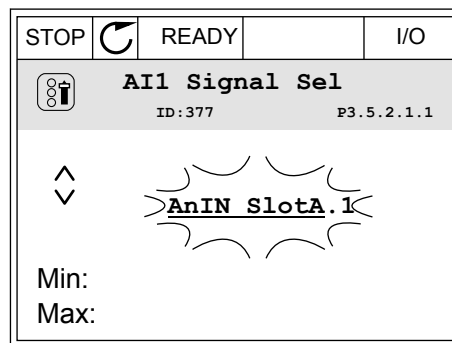 STOP READY I/O
AI1 Signal Sel
ID:377 P3.5.2.1.1
AnIN SlotA.1
Min:
Max: